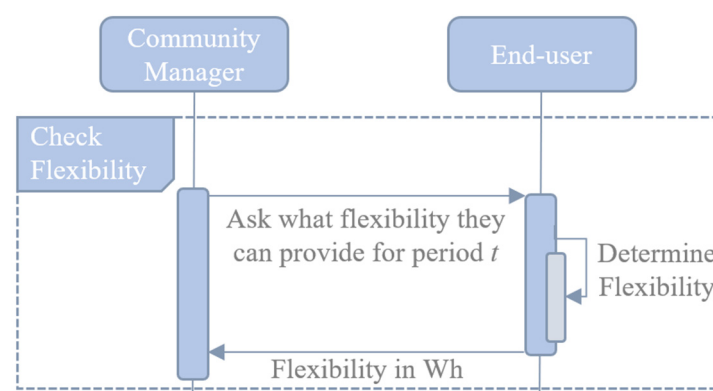 Community
Manager
End-user
Check
Flexibility
Ask what flexibility they
can provide for period t
Determine
Flexibility
Flexibility in Wh